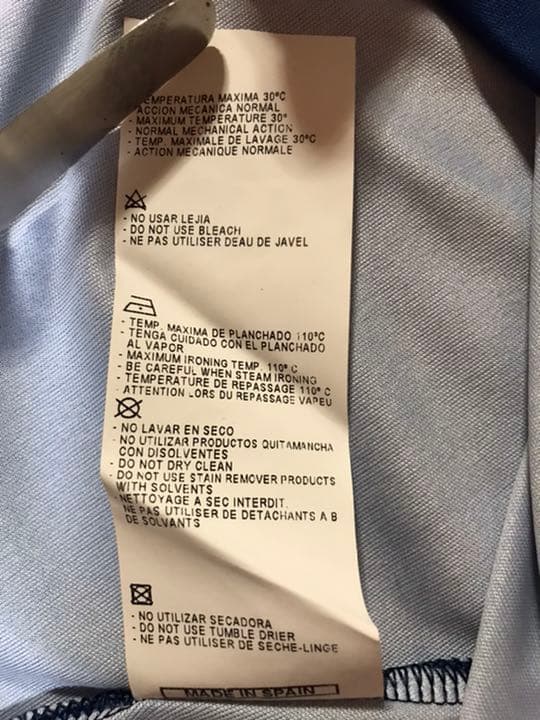 TEMPERATURA MAXIMA 30°C
ACCION MECANICA NORMAL
- MAXIMUM TEMPERATURE 30°
- NORMAL MECHANICAL ACTION
- TEMP. MAXIMALE DE LAVAGE 30°C
- ACTION MECANIQUE NORMALE
- NO USAR LEJIA
- DO NOT USE BLEACH
- NE PAS UTILISER DEAU DE JAVEL
- TEMP. MAXIMA DE PLANCHADO 110°C
- TENGA CUIDADO CON EL PLANCHADO
AL VAPOR
- MAXIMUM IRONING TEMP. 110° C
- BE CAREFUL WHEN STEAM IRONING
- TEMPERATURE DE REPASSAGE 110° C
- ATTENTION LORS DU REPASSAGE VAPEU
- NO LAVAR EN SECO
- NO UTILIZAR PRODUCTOS QUITAMANCHA
CON DISOLVENTES
- DO NOT DRY CLEAN
- DO NOT USE STAIN REMOVER PRODUCTS
WITH SOLVENTS
- NETTOYAGE A SEC INTERDIT.
NE PAS UTILISER DE DETACHANTS A B
DE SOLVANTS
- NO UTILIZAR SECADORA
- DO NOT USE TUMBLE DRIER
- NE PAS UTILISER DE SECHE-LINGE
MADE IN SPAIN